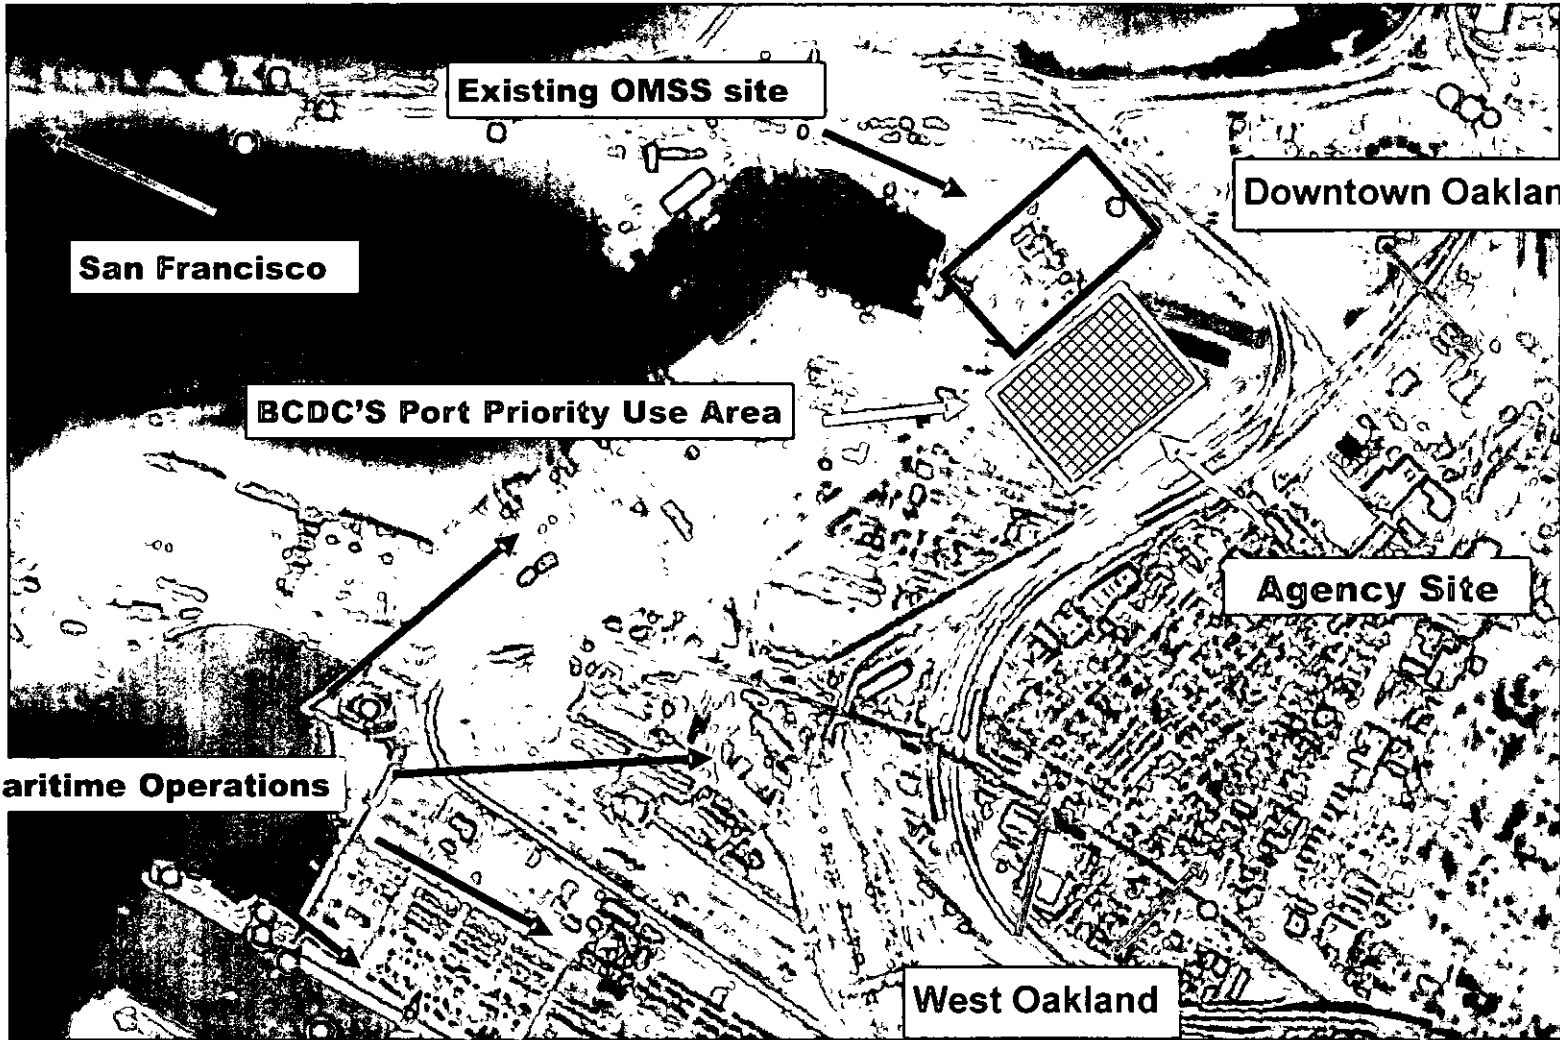 Existing OMSS site
Downtown Oaklan
San Francisco
BCDC'S Port Priority Use Area
Agency Site
aritime Operations
West Oakland